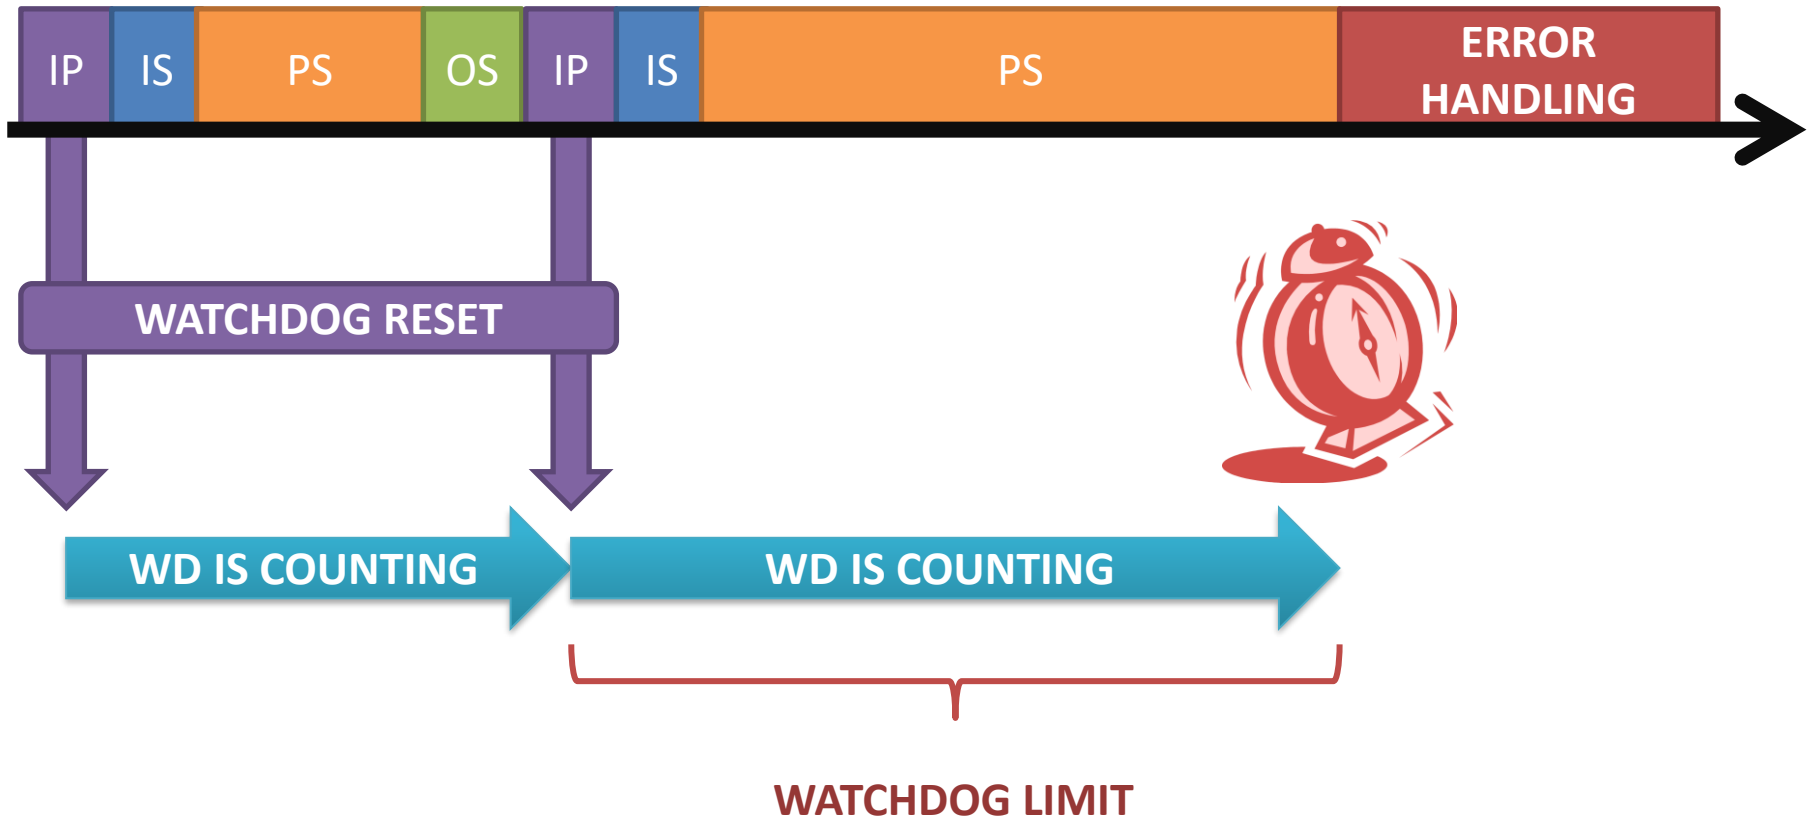 IP IS PS OS IP IS PS ERROR
HANDLING
WATCHDOG RESET
WD IS COUNTING WD IS COUNTING
WATCHDOG LIMIT